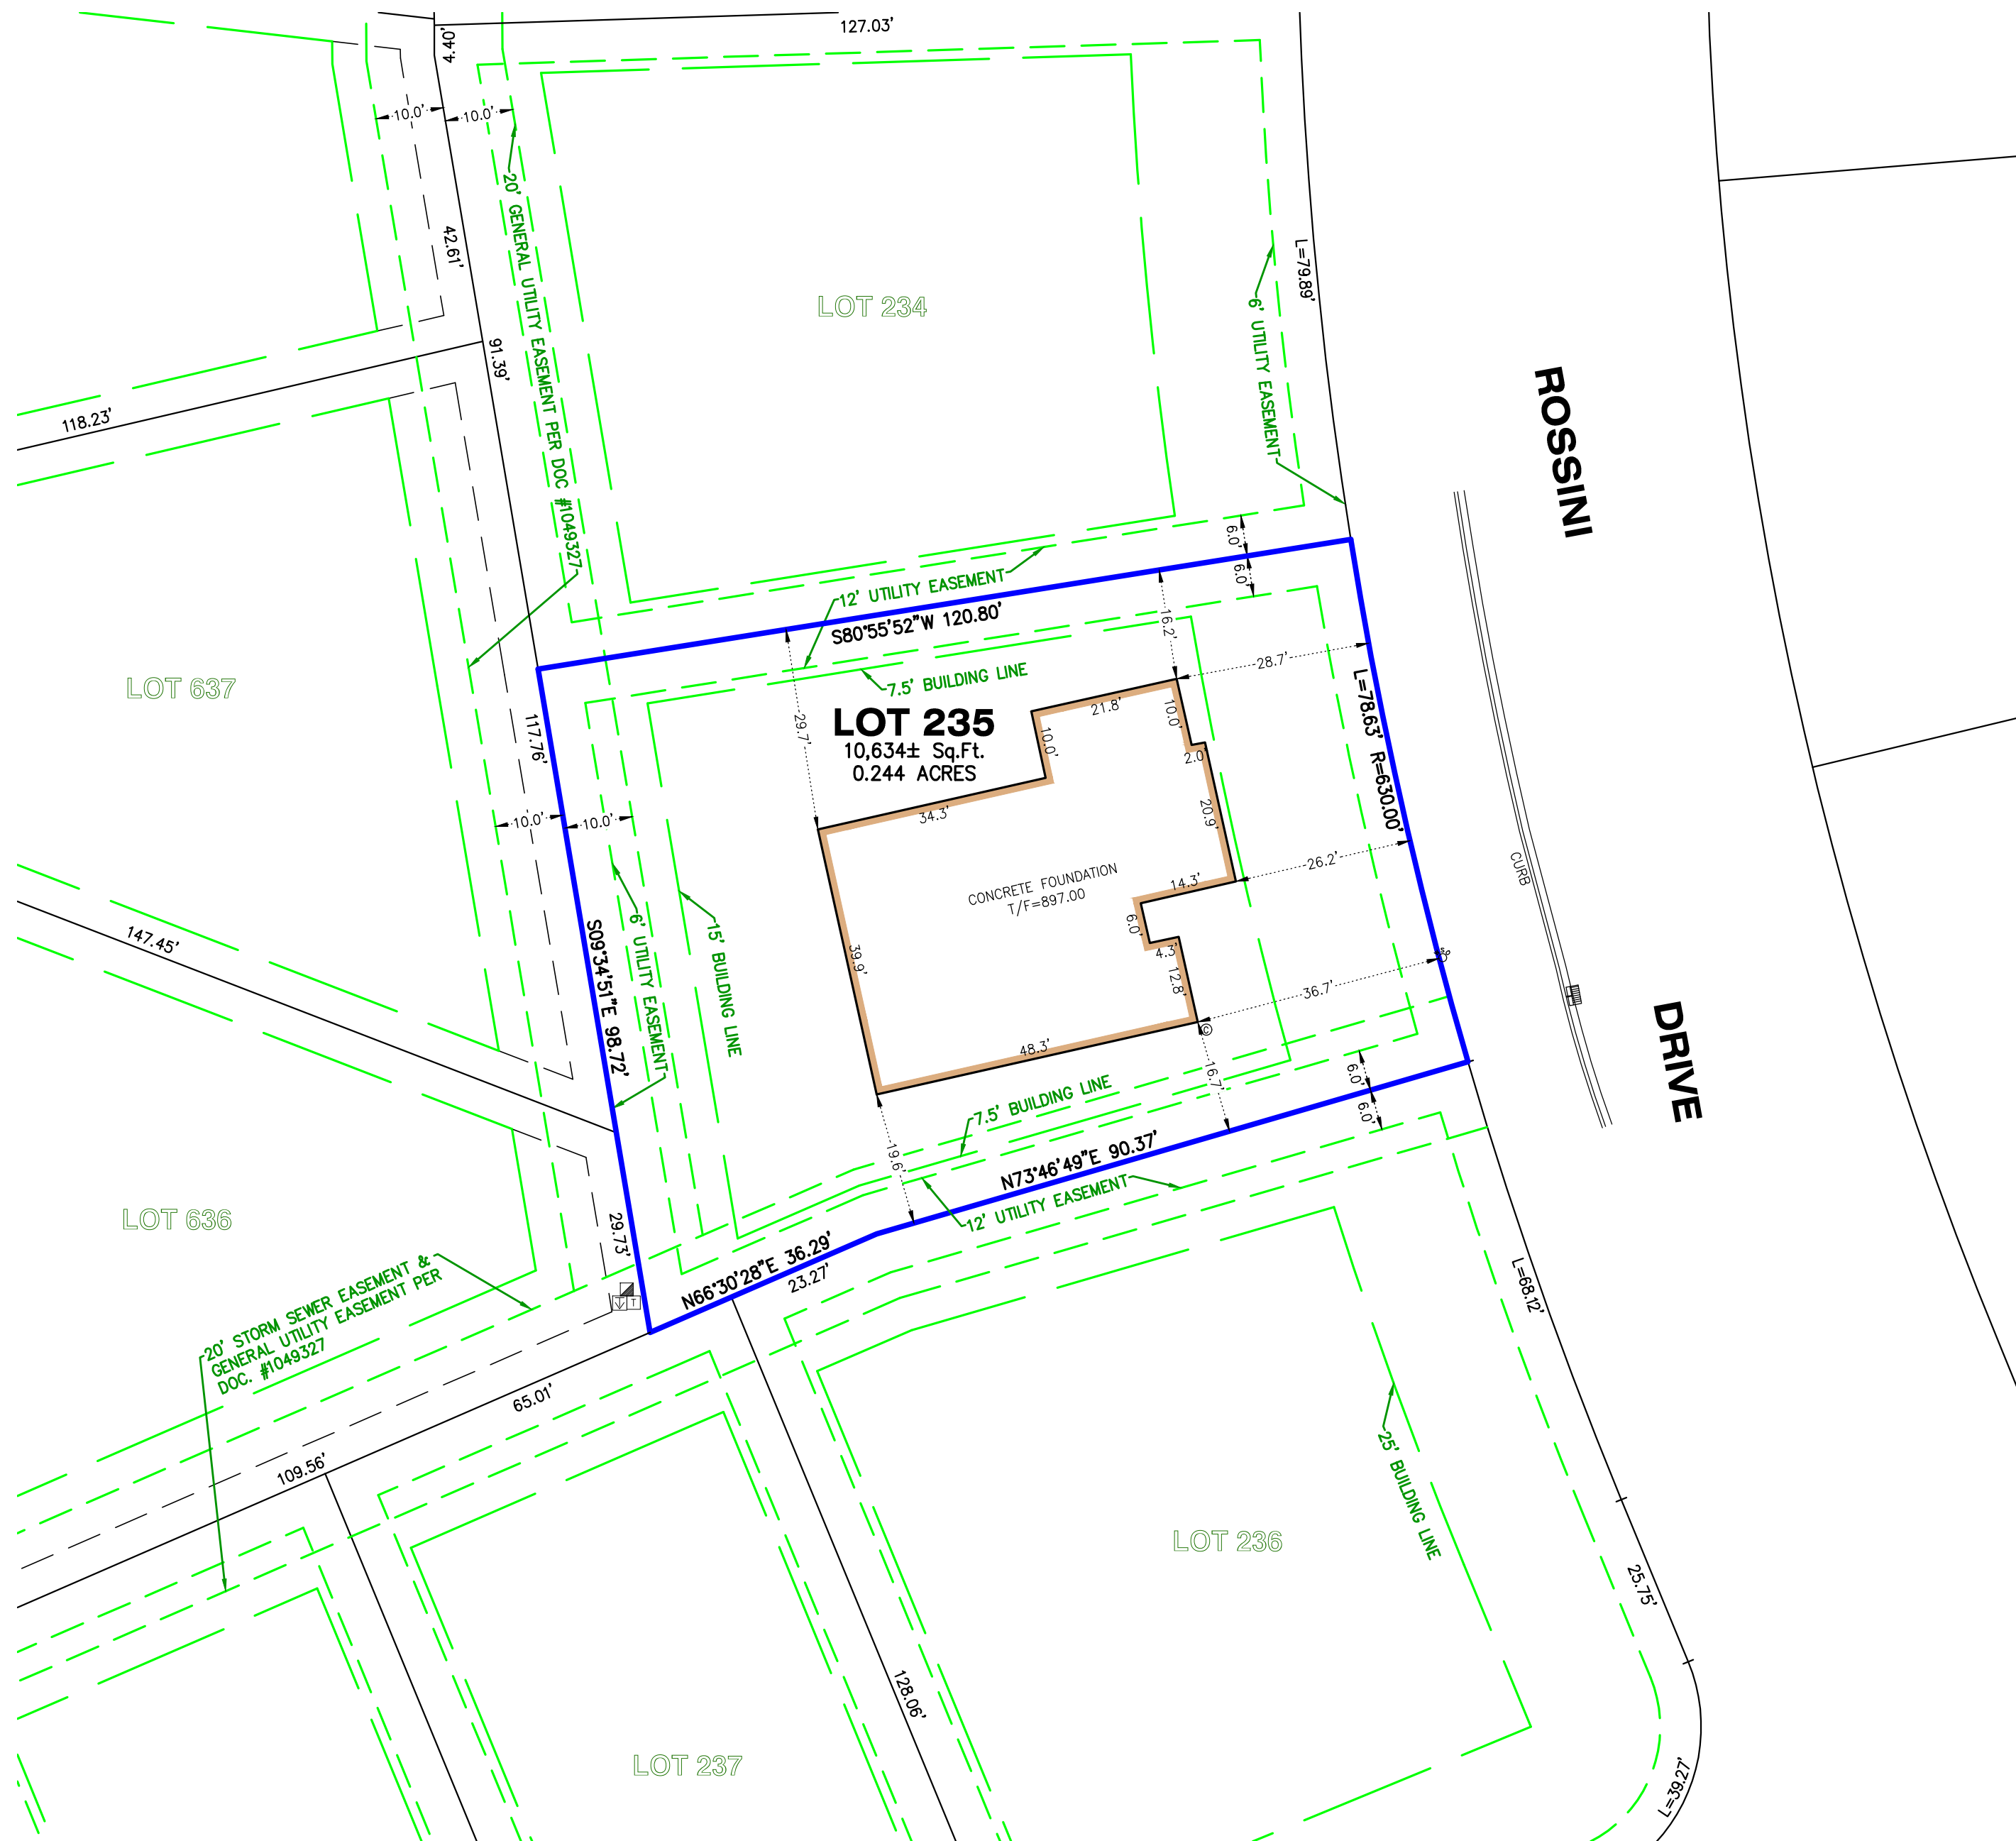 127.03'
4.40'
10.0'
10.0'
42.61'
91.39'
20' GENERAL UTILITY EASEMENT PER DOC #1049327
LOT 234
L=79.89'
6' UTILITY EASEMENT
ROSSINI
118.23'
6.0'
6.0'
12' UTILITY EASEMENT
S80°55'52"W 120.80'
16.2'
28.7'
LOT 637
7.5' BUILDING LINE
LOT 235
10,634± Sq.Ft.
0.244 ACRES
29.7'
117.76'
21.8'
10.0'
10.0'
2.0'
L=78.63' R=630.00'
10.0'
10.0'
34.3'
20.9'
CURB
26.2'
CONCRETE FOUNDATION
T/F=897.00
14.3'
6.0'
4.3'
12.8'
147.45'
S09°34'51"E 98.72'
6' UTILITY EASEMENT
15' BUILDING LINE
39.9'
36.7'
©
48.3'
16.7'
DRIVE
6.0'
6.0'
7.5' BUILDING LINE
19.6'
N73°46'49"E 90.37'
12' UTILITY EASEMENT
LOT 636
29.73'
N66°30'28"E 36.29'
23.27'
T
20' STORM SEWER EASEMENT &
GENERAL UTILITY EASEMENT PER
DOC. #1049327
L=68.12'
65.01'
109.56'
25' BUILDING LINE
LOT 236
25.75'
128.06'
LOT 237
L=39.27'